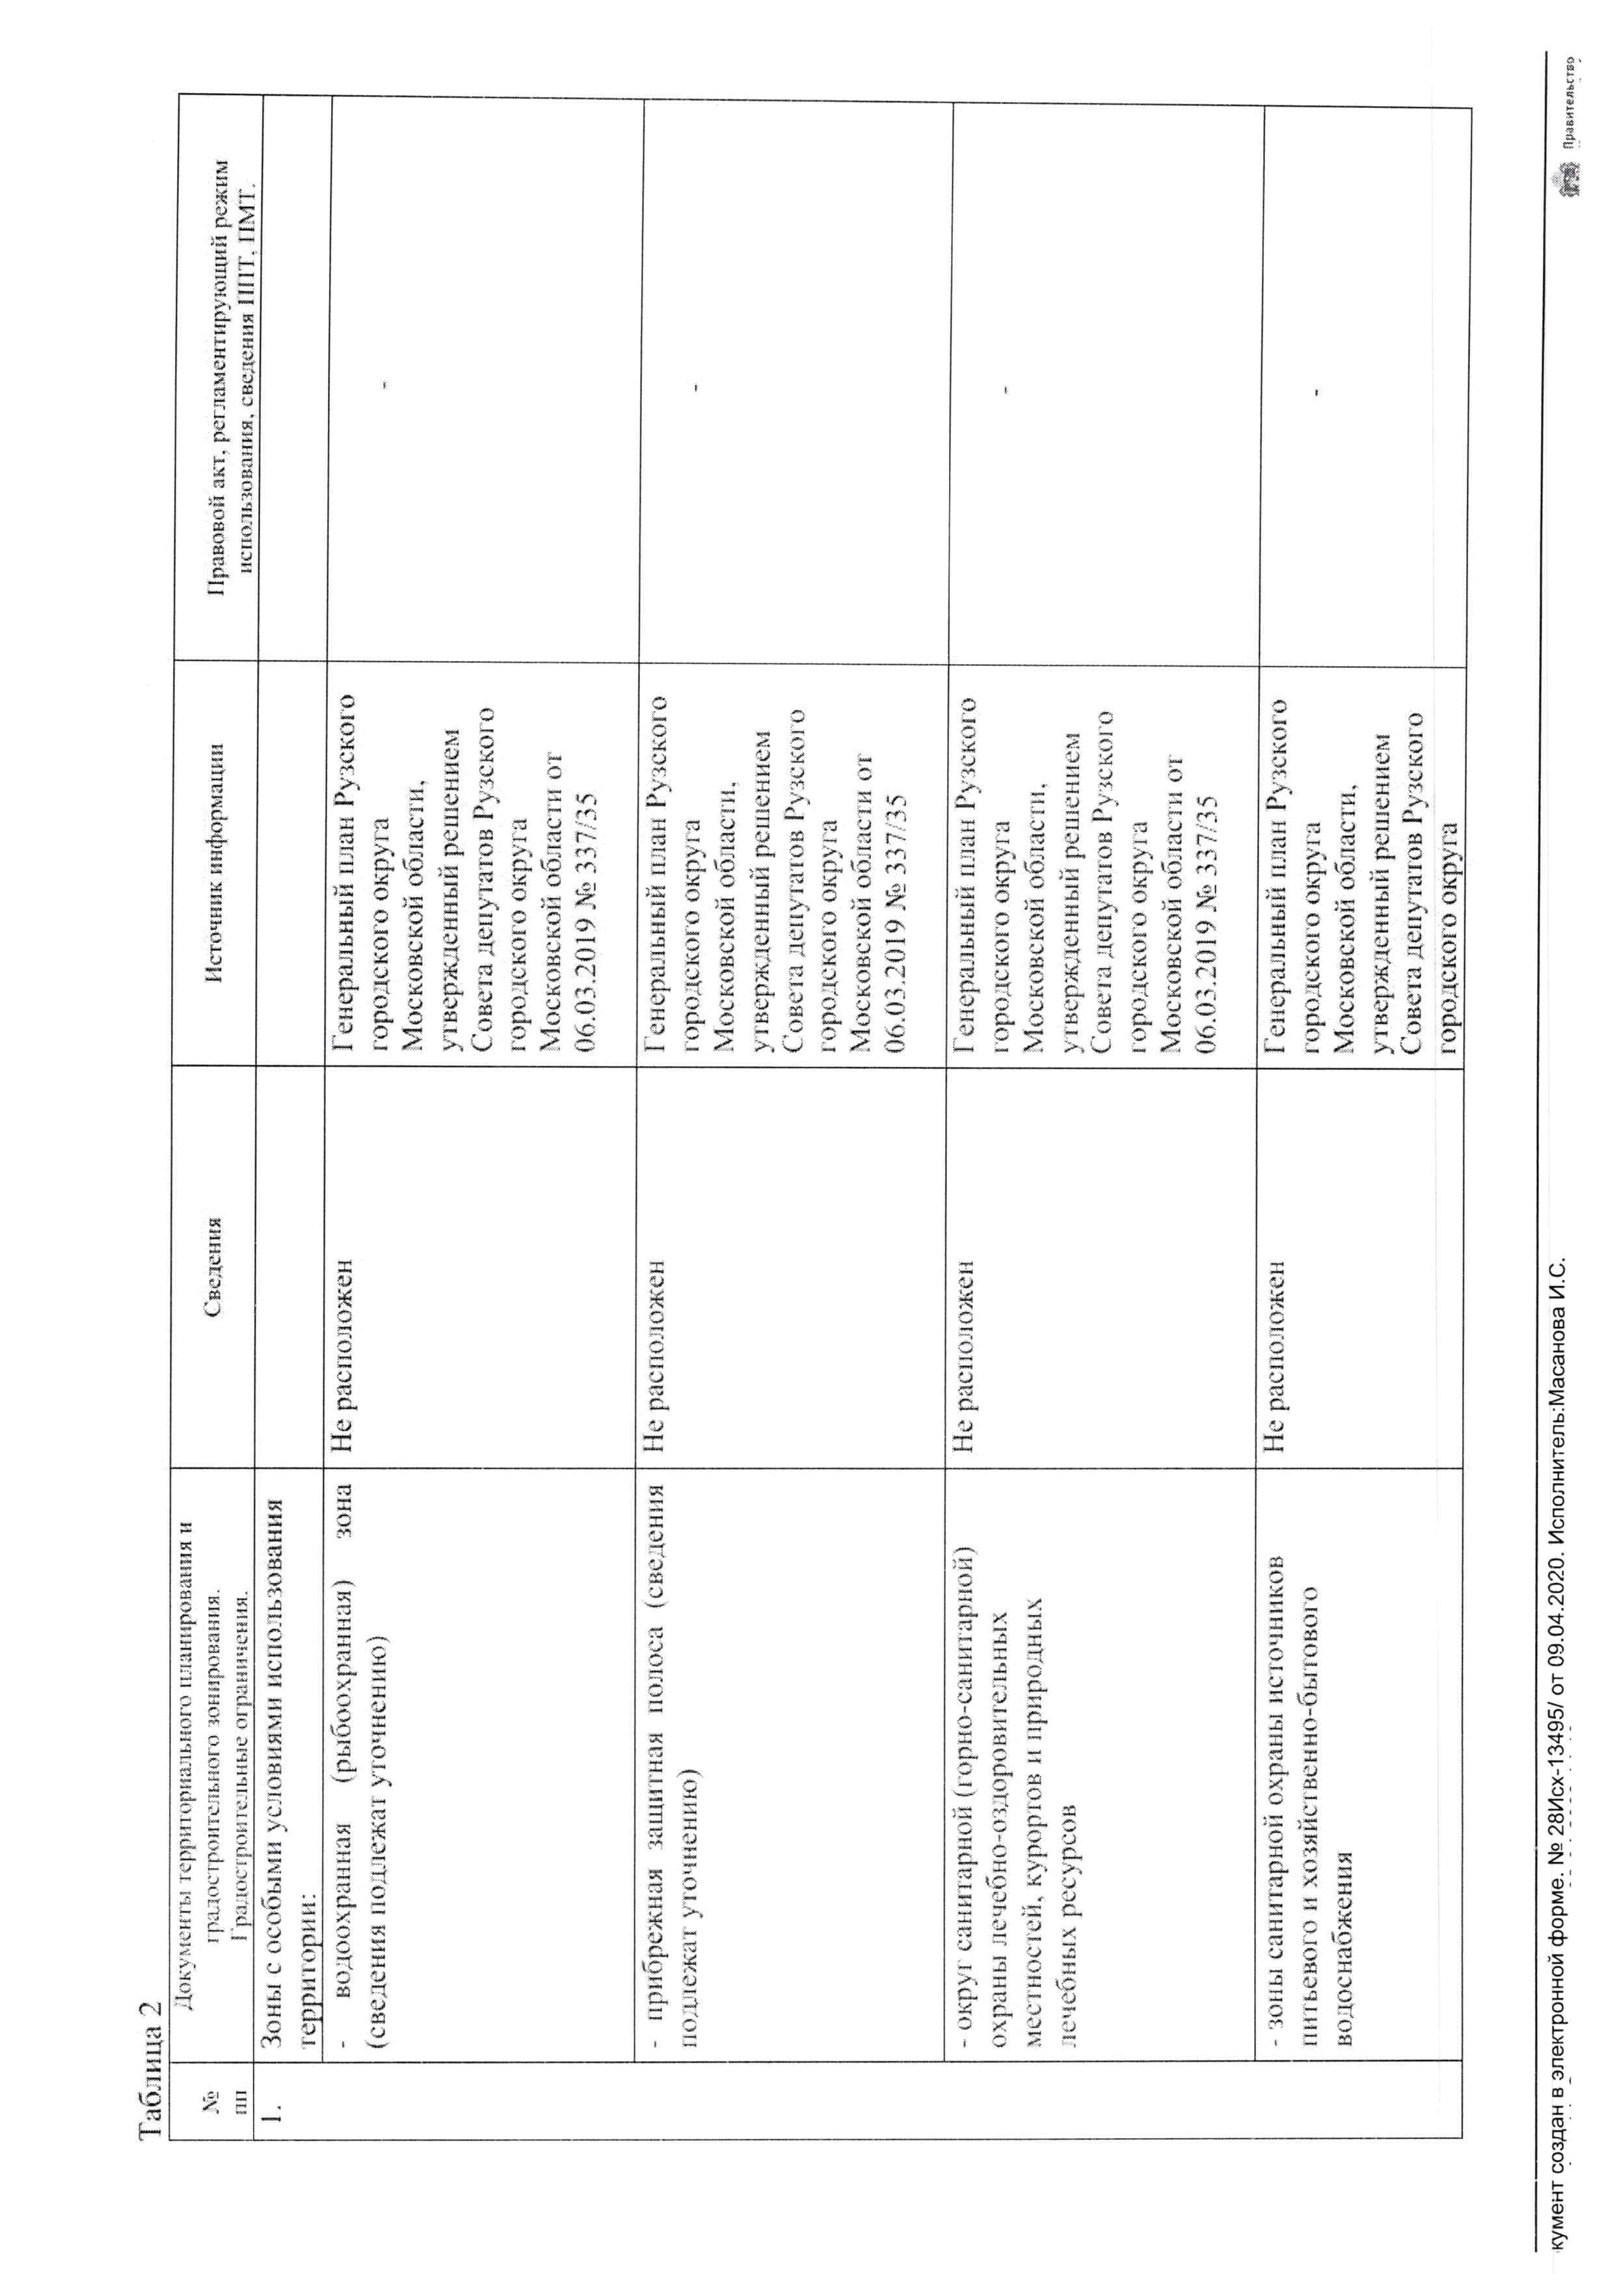 Таблица 2
№
пп
Документы территориального планирования и
градостроительного зонирования.
Градостроительные ограничения.
Сведения
Источник информации
Правовой акт, регламентирующий режим
использования, сведения ППТ, ПМТ.
1.
Зоны с особыми условиями использования
территории:
- водоохранная (рыбоохранная) зона
(сведения подлежат уточнению)
Не расположен
Генеральный план Рузского
городского округа
Московской области,
утвержденный решением
Совета депутатов Рузского
городского округа
Московской области от
06.03.2019 № 337/35
-
- прибрежная защитная полоса (сведения
подлежат уточнению)
Не расположен
Генеральный план Рузского
городского округа
Московской области,
утвержденный решением
Совета депутатов Рузского
городского округа
Московской области от
06.03.2019 № 337/35
-
- округ санитарной (горно-санитарной)
охраны лечебно-оздоровительных
местностей, курортов и природных
лечебных ресурсов
Не расположен
Генеральный план Рузского
городского округа
Московской области,
утвержденный решением
Совета депутатов Рузского
городского округа
Московской области от
06.03.2019 № 337/35
-
- зоны санитарной охраны источников
питьевого и хозяйственно-бытового
водоснабжения
Не расположен
Генеральный план Рузского
городского округа
Московской области,
утвержденный решением
Совета депутатов Рузского
городского округа
-
кумент создан в электронной форме. № 28Исх-13495/ от 09.04.2020. Исполнитель:Масанова И.С.
Правительство